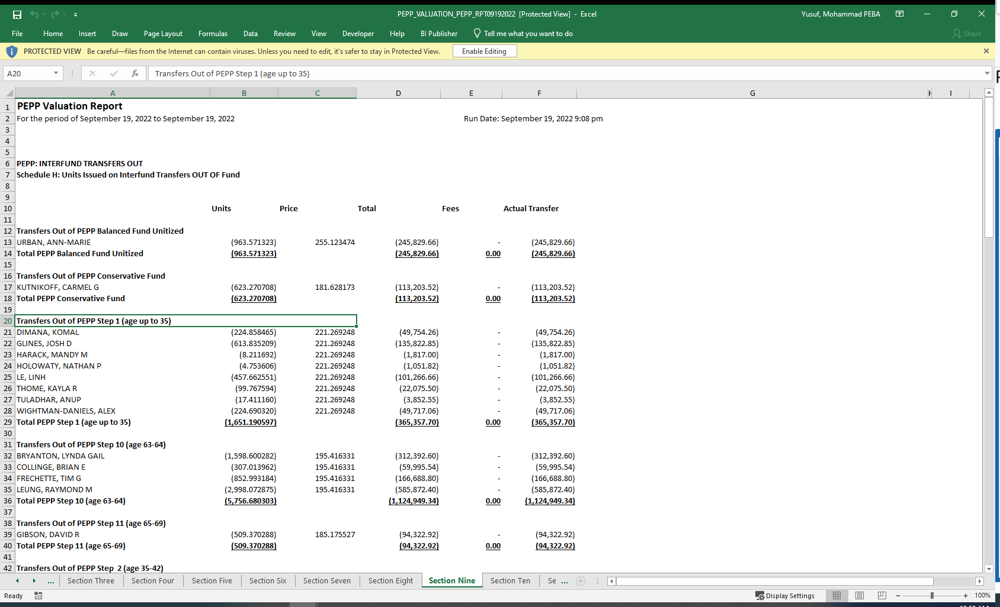 PEPP_VALUATION_PEPP_RPT09192022 [Protected View] - Excel
Yusuf, Mohammad PEBA
File Home Insert Draw Page Layout Formulas Data Review View Developer Help BI Publisher Tell me what you want to do Share
PROTECTED VIEW Be careful—files from the Internet can contain viruses. Unless you need to edit, it's safer to stay in Protected View. Enable Editing
A20 fx Transfers Out of PEPP Step 1 (age up to 35)
A B C D E F G H I
1 PEPP Valuation Report
2 For the period of September 19, 2022 to September 19, 2022 Run Date: September 19, 2022 9:08 pm
3
4
5
6 PEPP: INTERFUND TRANSFERS OUT
7 Schedule H: Units Issued on Interfund Transfers OUT OF Fund
8
9
10 Units Price Total Fees Actual Transfer
11
12 Transfers Out of PEPP Balanced Fund Unitized
13 URBAN, ANN-MARIE (963.571323) 255.123474 (245,829.66) - (245,829.66)
14 Total PEPP Balanced Fund Unitized (963.571323) (245,829.66) 0.00 (245,829.66)
15
16 Transfers Out of PEPP Conservative Fund
17 KUTNIKOFF, CARMEL G (623.270708) 181.628173 (113,203.52) - (113,203.52)
18 Total PEPP Conservative Fund (623.270708) (113,203.52) 0.00 (113,203.52)
19
20 Transfers Out of PEPP Step 1 (age up to 35)
21 DIMANA, KOMAL (224.858465) 221.269248 (49,754.26) - (49,754.26)
22 GLINES, JOSH D (613.835209) 221.269248 (135,822.85) - (135,822.85)
23 HARACK, MANDY M (8.211692) 221.269248 (1,817.00) - (1,817.00)
24 HOLOWATY, NATHAN P (4.753606) 221.269248 (1,051.82) - (1,051.82)
25 LE, LINH (457.662551) 221.269248 (101,266.66) - (101,266.66)
26 THOME, KAYLA R (99.767594) 221.269248 (22,075.50) - (22,075.50)
27 TULADHAR, ANUP (17.411160) 221.269248 (3,852.55) - (3,852.55)
28 WIGHTMAN-DANIELS, ALEX (224.690320) 221.269248 (49,717.06) - (49,717.06)
29 Total PEPP Step 1 (age up to 35) (1,651.190597) (365,357.70) 0.00 (365,357.70)
30
31 Transfers Out of PEPP Step 10 (age 63-64)
32 BRYANTON, LYNDA GAIL (1,598.600282) 195.416331 (312,392.60) - (312,392.60)
33 COLLINGE, BRIAN E (307.013962) 195.416331 (59,995.54) - (59,995.54)
34 FRECHETTE, TIM G (852.993184) 195.416331 (166,688.80) - (166,688.80)
35 LEUNG, RAYMOND M (2,998.072875) 195.416331 (585,872.40) - (585,872.40)
36 Total PEPP Step 10 (age 63-64) (5,756.680303) (1,124,949.34) 0.00 (1,124,949.34)
37
38 Transfers Out of PEPP Step 11 (age 65-69)
39 GIBSON, DAVID R (509.370288) 185.175527 (94,322.92) - (94,322.92)
40 Total PEPP Step 11 (age 65-69) (509.370288) (94,322.92) 0.00 (94,322.92)
41
42 Transfers Out of PEPP Step 2 (age 35-42)
... Section Three Section Four Section Five Section Six Section Seven Section Eight Section Nine Section Ten Se ...
Ready Display Settings 100%